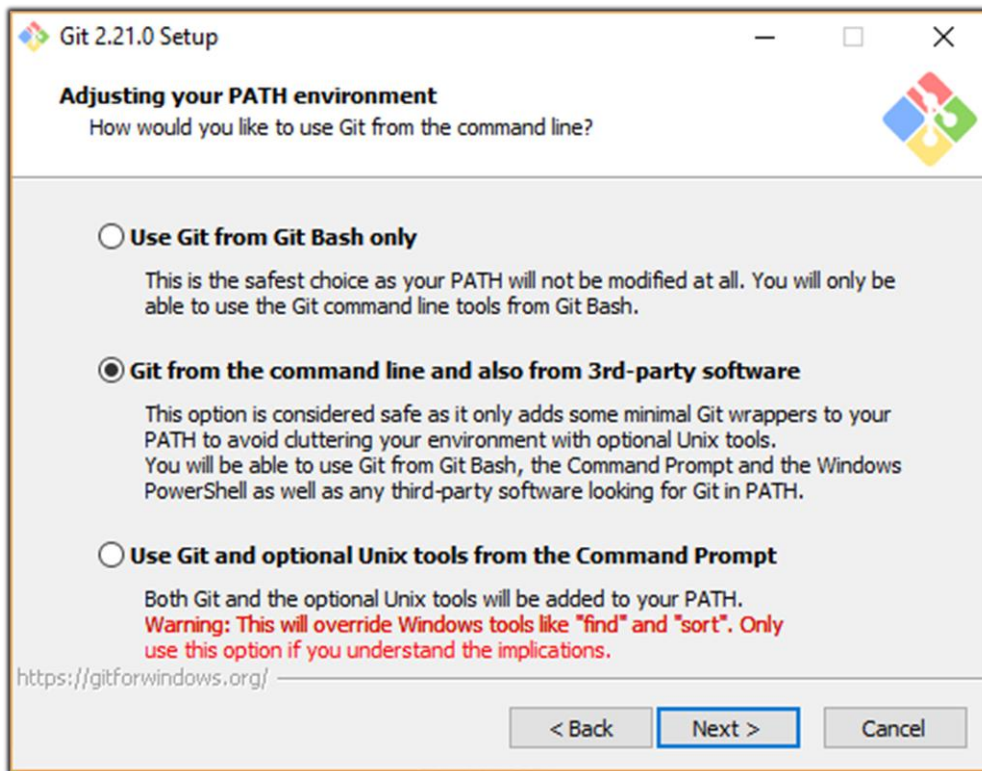 Git 2.21.0 Setup
Adjusting your PATH environment
How would you like to use Git from the command line?
Use Git from Git Bash only
This is the safest choice as your PATH will not be modified at all. You will only be
able to use the Git command line tools from Git Bash.
Git from the command line and also from 3rd-party software
This option is considered safe as it only adds some minimal Git wrappers to your
PATH to avoid cluttering your environment with optional Unix tools.
You will be able to use Git from Git Bash, the Command Prompt and the Windows
PowerShell as well as any third-party software looking for Git in PATH.
Use Git and optional Unix tools from the Command Prompt
Both Git and the optional Unix tools will be added to your PATH.
Warning: This will override Windows tools like "find" and "sort". Only
use this option if you understand the implications.
https://gitforwindows.org/
< Back
Next >
Cancel